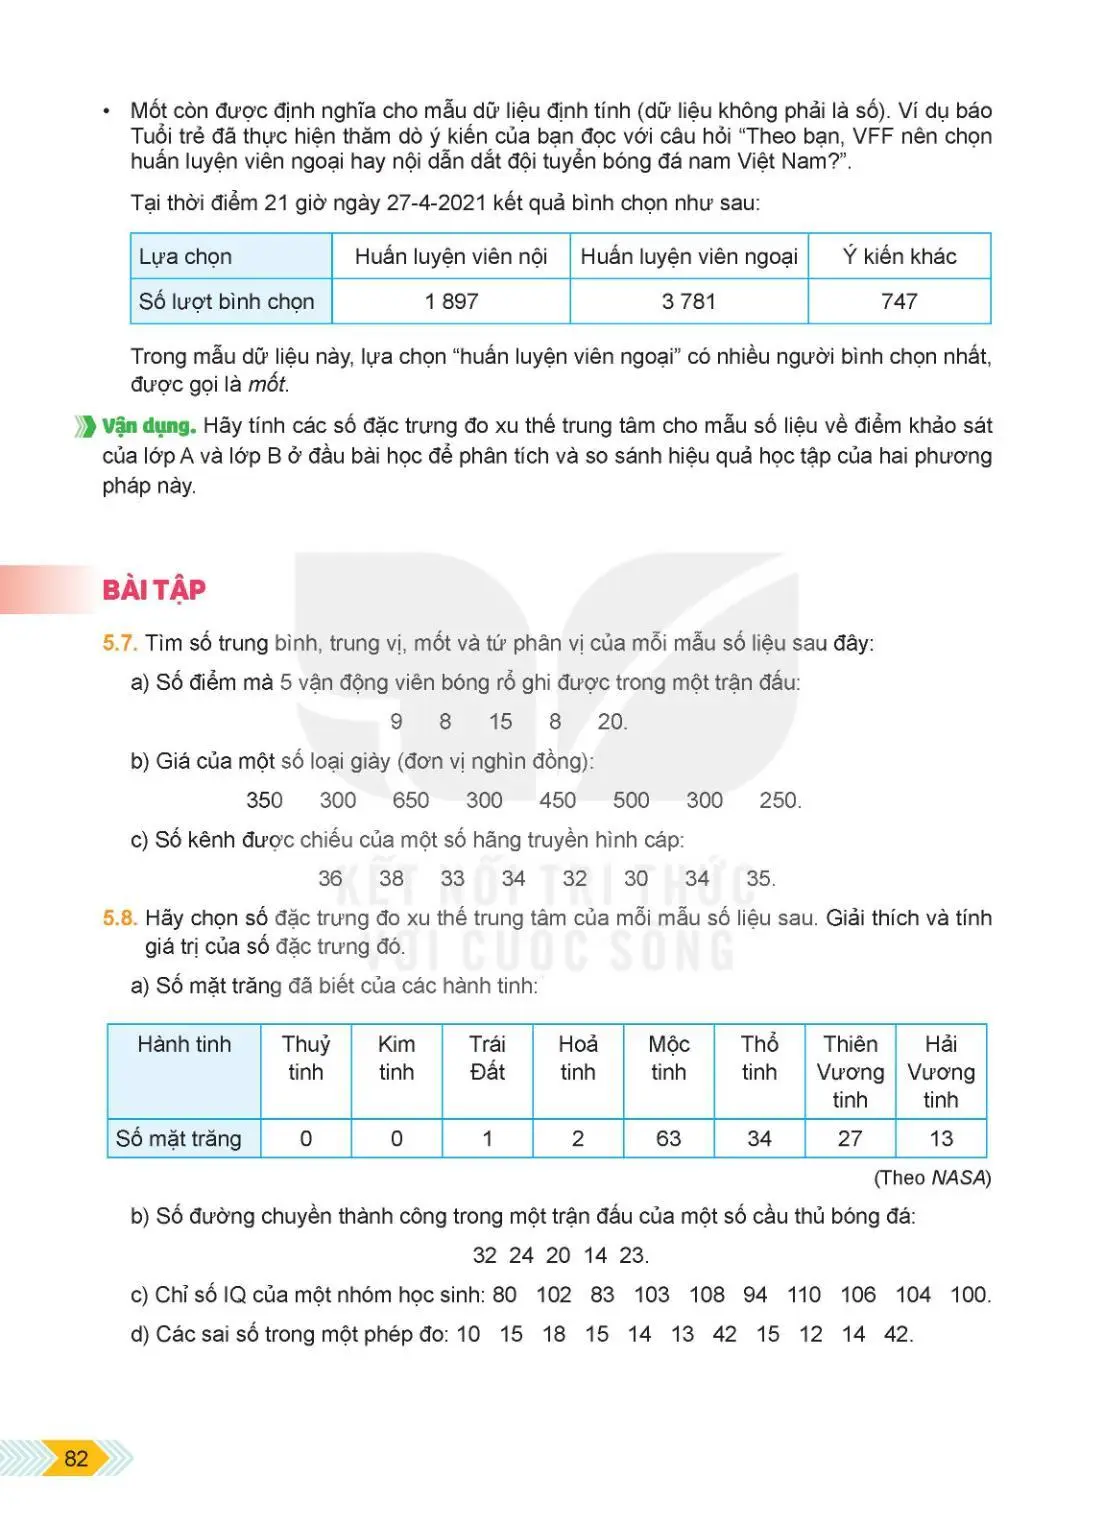 • Mốt còn được định nghĩa cho mẫu dữ liệu định tính (dữ liệu không phải là số). Ví dụ báo
Tuổi trẻ đã thực hiện thăm dò ý kiến của bạn đọc với câu hỏi “Theo bạn, VFF nên chọn
huấn luyện viên ngoại hay nội dẫn dắt đội tuyển bóng đá nam Việt Nam?”.
Tại thời điểm 21 giờ ngày 27-4-2021 kết quả bình chọn như sau:
Lựa chọn Huấn luyện viên nội Huấn luyện viên ngoại Ý kiến khác
Số lượt bình chọn 1 897 3 781 747
Trong mẫu dữ liệu này, lựa chọn “huấn luyện viên ngoại” có nhiều người bình chọn nhất,
được gọi là mốt.
Vận dụng. Hãy tính các số đặc trưng đo xu thế trung tâm cho mẫu số liệu về điểm khảo sát
của lớp A và lớp B ở đầu bài học để phân tích và so sánh hiệu quả học tập của hai phương
pháp này.
BÀI TẬP
5.7. Tìm số trung bình, trung vị, mốt và tứ phân vị của mỗi mẫu số liệu sau đây:
a) Số điểm mà 5 vận động viên bóng rổ ghi được trong một trận đấu:
9 8 15 8 20.
b) Giá của một số loại giày (đơn vị nghìn đồng):
350 300 650 300 450 500 300 250.
c) Số kênh được chiếu của một số hãng truyền hình cáp:
36 38 33 34 32 30 34 35.
KẾT NỐI TRI THỨC
5.8. Hãy chọn số đặc trưng đo xu thế trung tâm của mỗi mẫu số liệu sau. Giải thích và tính
giá trị của số đặc trưng đó.
VỚI CUỘC SỐNG
a) Số mặt trăng đã biết của các hành tinh:
Hành tinh Thuỷ tinh Kim tinh Trái Đất Hoả tinh Mộc tinh Thổ tinh Thiên Vương tinh Hải Vương tinh
Số mặt trăng 0 0 1 2 63 34 27 13
(Theo NASA)
b) Số đường chuyền thành công trong một trận đấu của một số cầu thủ bóng đá:
32 24 20 14 23.
c) Chỉ số IQ của một nhóm học sinh: 80 102 83 103 108 94 110 106 104 100.
d) Các sai số trong một phép đo: 10 15 18 15 14 13 42 15 12 14 42.
82